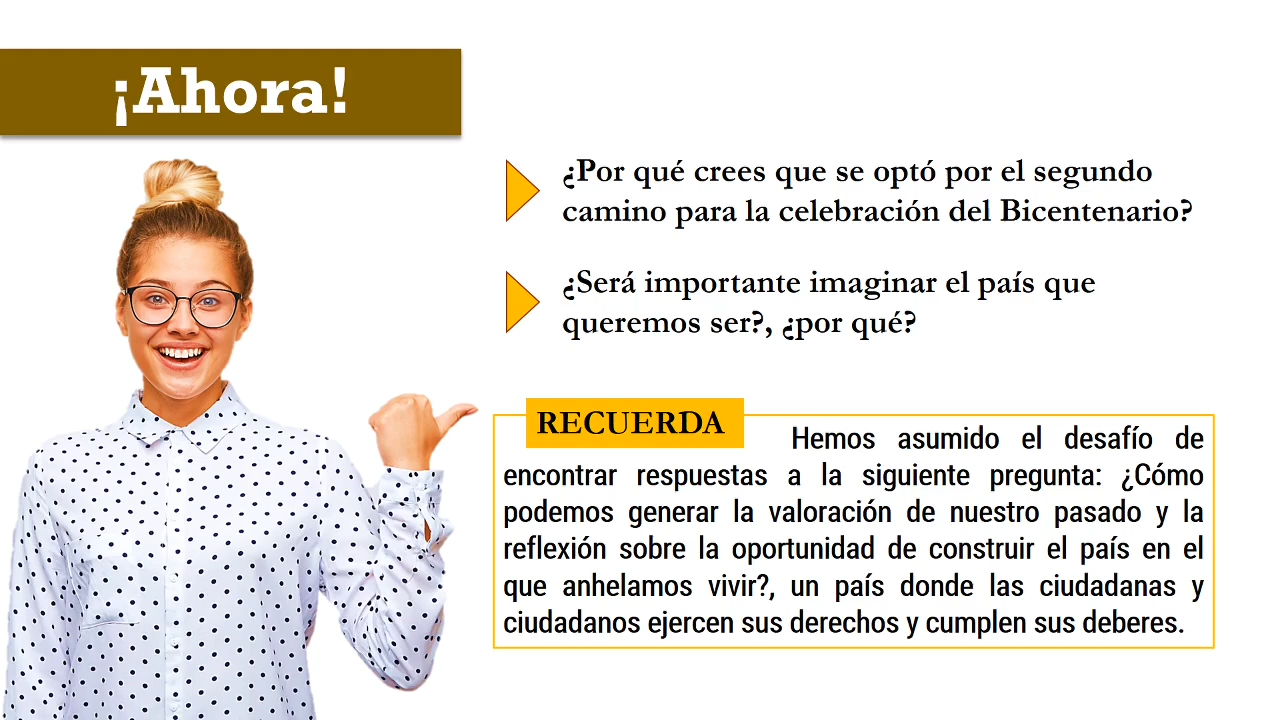 ¡Ahora!
¿Por qué crees que se optó por el segundo
camino para la celebración del Bicentenario?
¿Será importante imaginar el país que
queremos ser?, ¿por qué?
RECUERDA
Hemos asumido el desafío de
encontrar respuestas a la siguiente pregunta: ¿Cómo
podemos generar la valoración de nuestro pasado y la
reflexión sobre la oportunidad de construir el país en el
que anhelamos vivir?, un país donde las ciudadanas y
ciudadanos ejercen sus derechos y cumplen sus deberes.